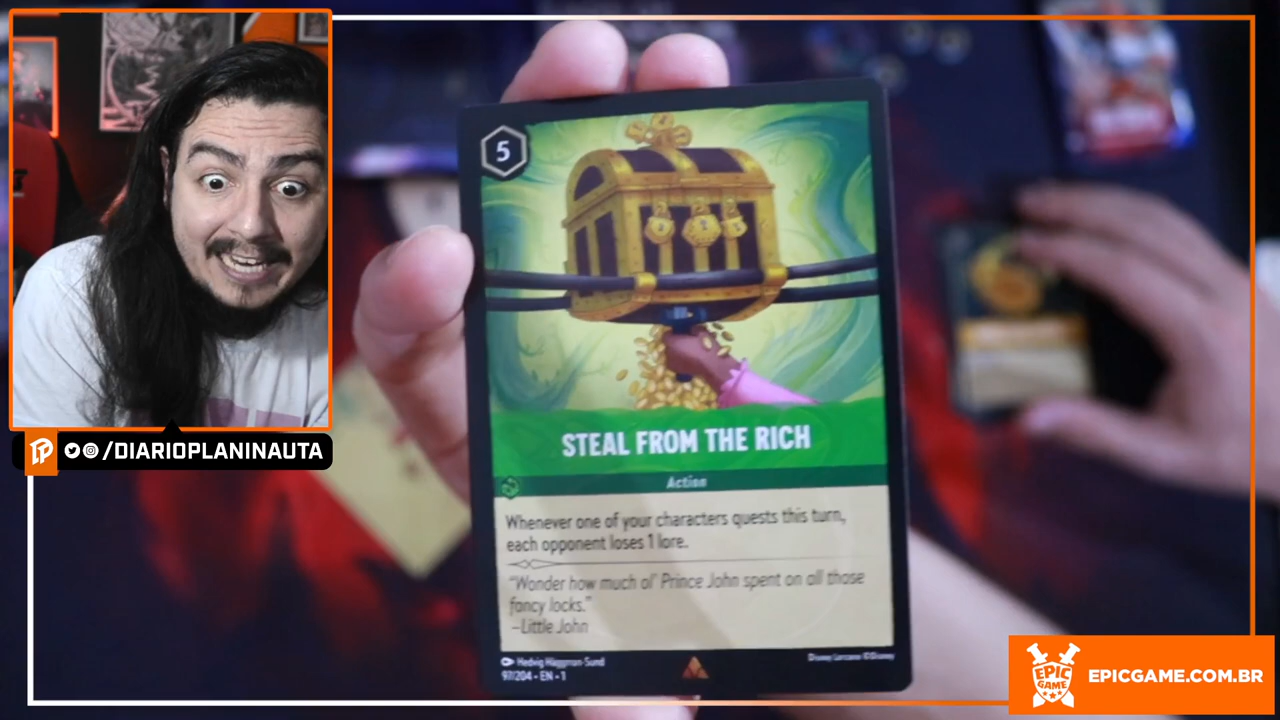 5
STEAL FROM THE RICH
Action
Whenever one of your characters quests this turn,
each opponent loses 1 lore.
"Wonder how much ol' Prince John spent on all those
fancy locks."
–Little John
Hedvig Häggman-Sund
Disney Lorcana ©Disney
97/204 • EN • 1
/DIARIOPLANINAUTA
EPIC
GAME
EPICGAME.COM.BR